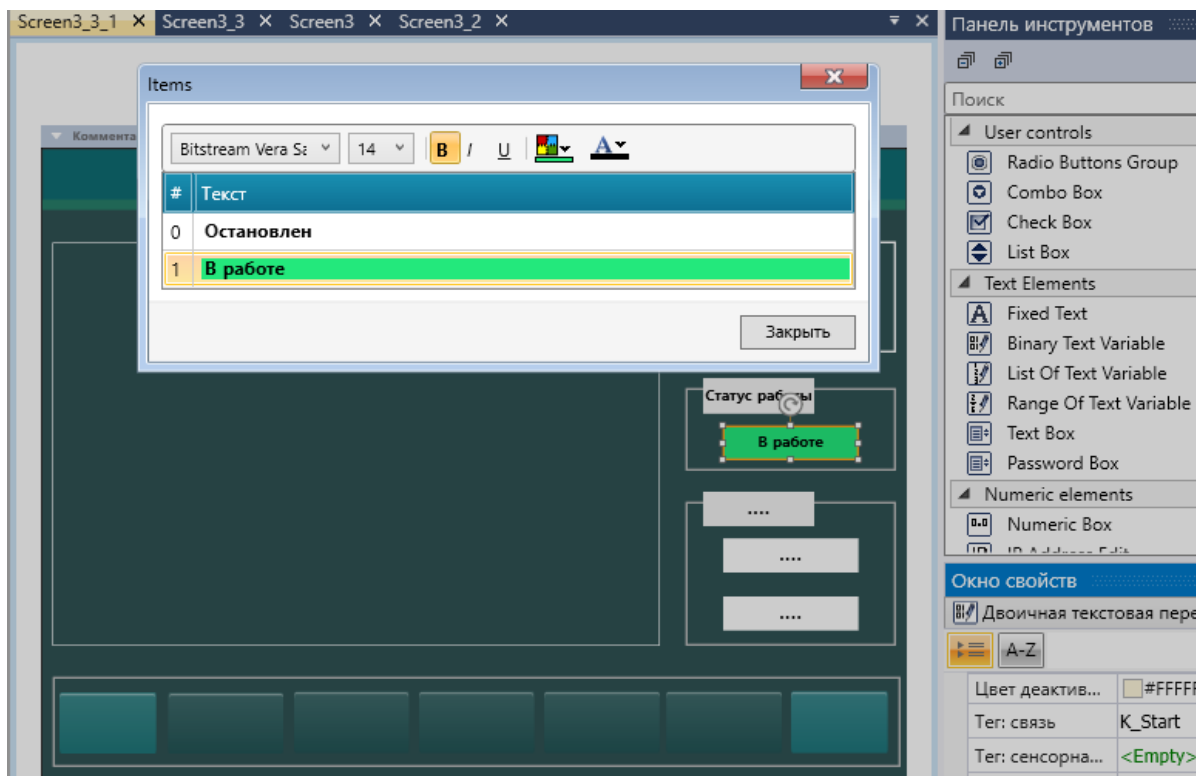 Screen3_3_1 Screen3_3 Screen3 Screen3_2
Панель инструментов
Поиск
Items
Bitstream Vera Sa 14 B I U A
# Текст
0 Остановлен
1 В работе
Закрыть
Статус
В работе
....
....
....
User controls
Radio Buttons Group
Combo Box
Check Box
List Box
Text Elements
A Fixed Text
Binary Text Variable
List Of Text Variable
Range Of Text Variable
Text Box
Password Box
Numeric elements
0.0 Numeric Box
Окно свойств
Двоичная текстовая пере
A-Z
Цвет деактив... #FFFFF
Тег: связь K_Start
Тег: сенсорна... <Empty>